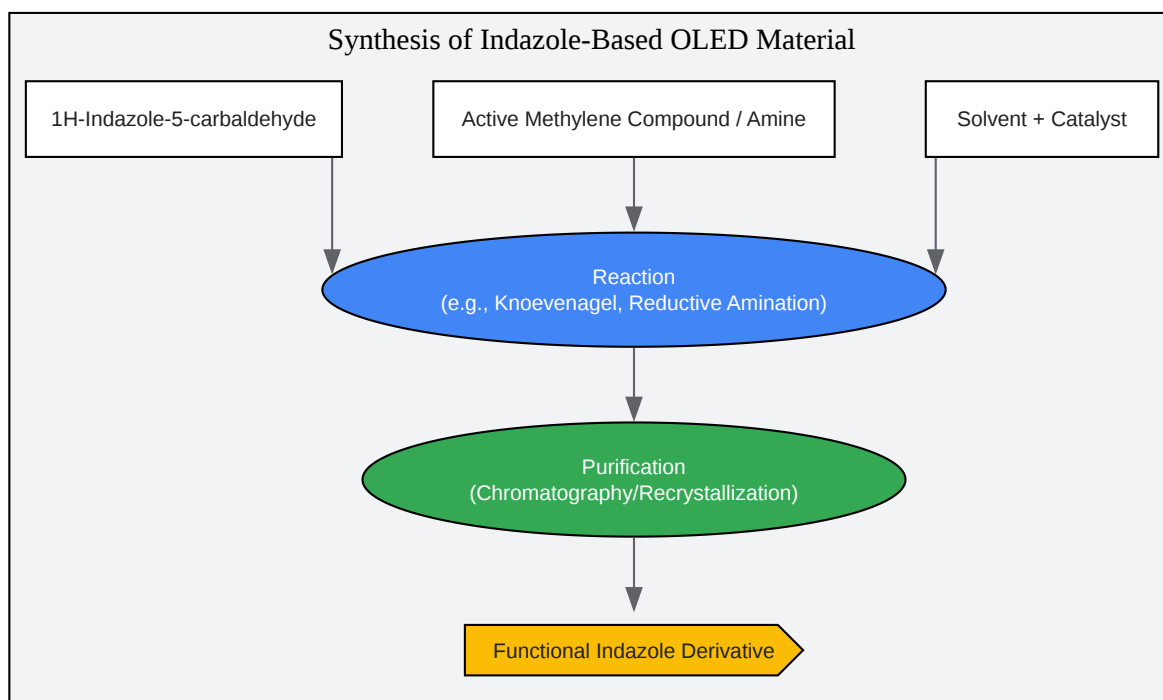 Synthesis of Indazole-Based OLED Material
1H-Indazole-5-carbaldehyde
Active Methylene Compound / Amine
Solvent + Catalyst
Reaction
(e.g., Knoevenagel, Reductive Amination)
Purification
(Chromatography/Recrystallization)
Functional Indazole Derivative